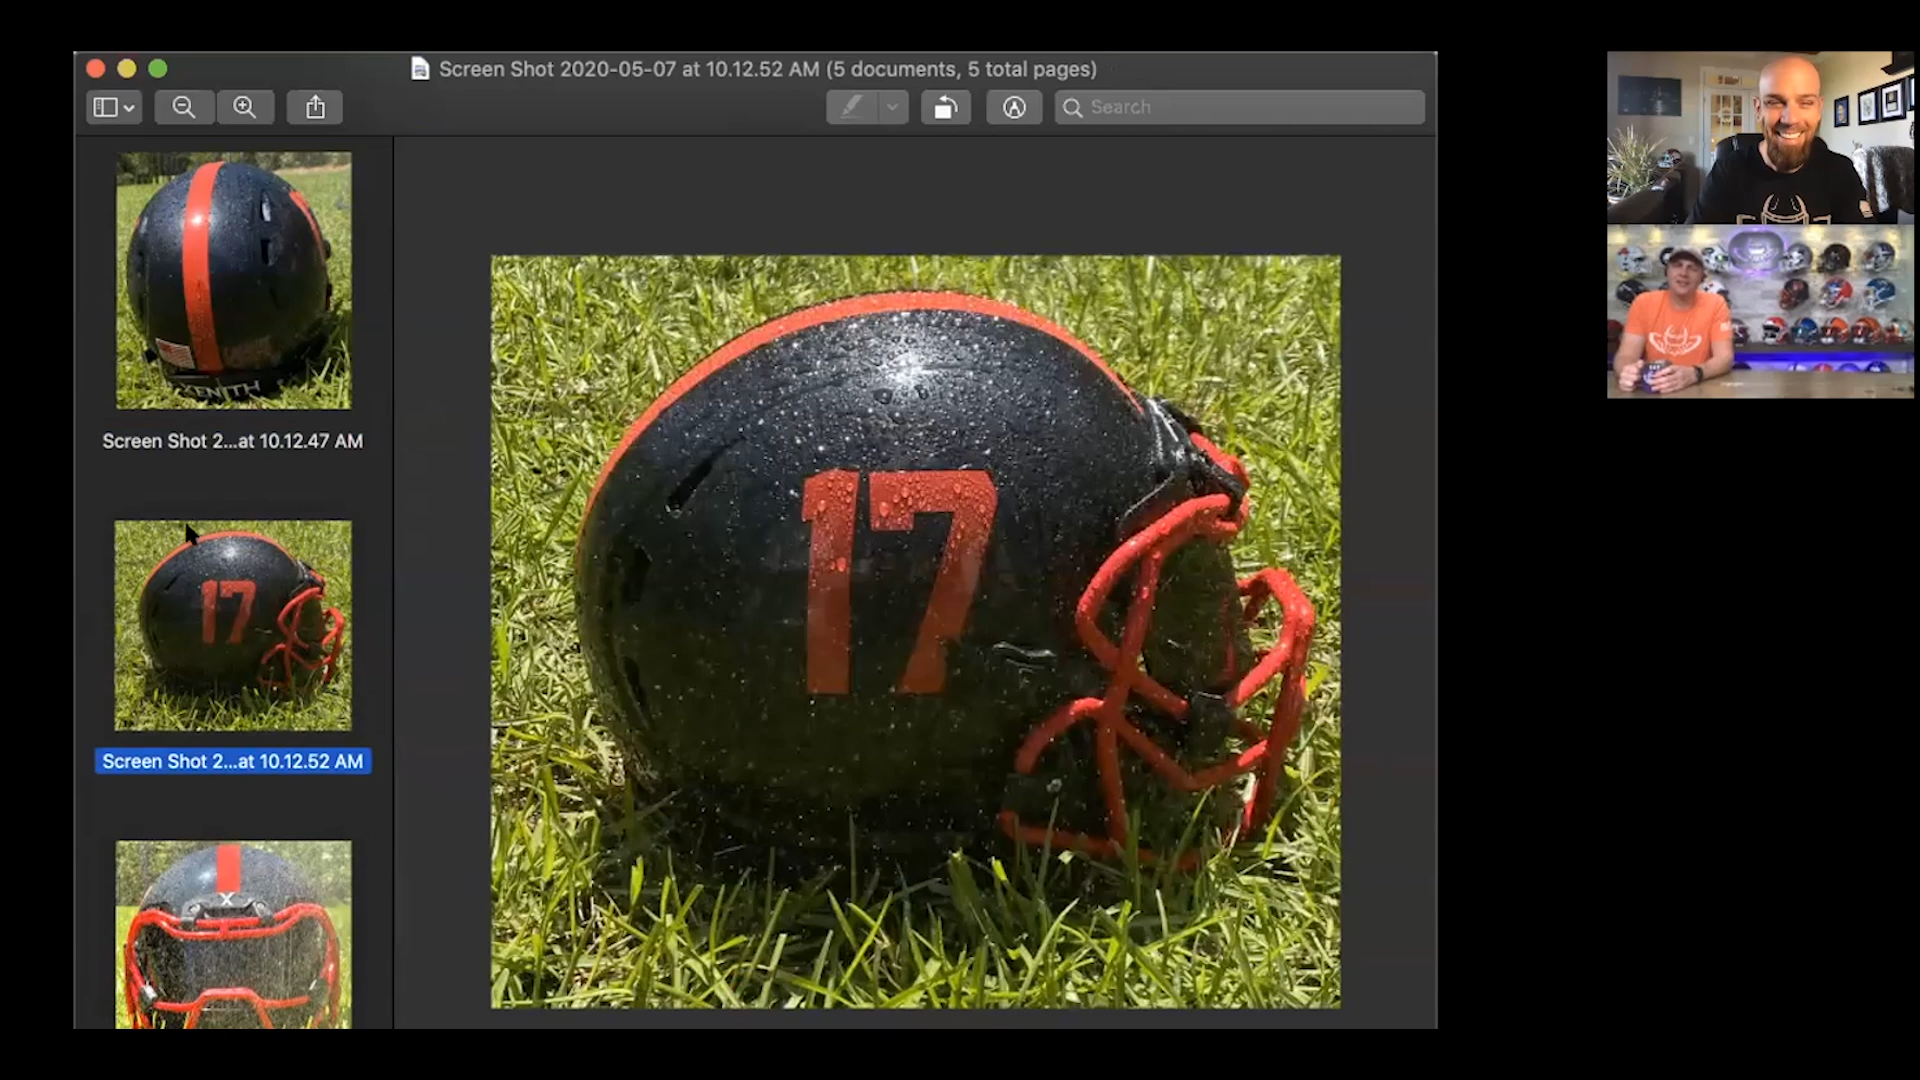 Screen Shot 2020-05-07 at 10.12.52 AM (5 documents, 5 total pages)
Search
XENITH
Screen Shot 2...at 10.12.47 AM
17
Screen Shot 2...at 10.12.52 AM
X
17